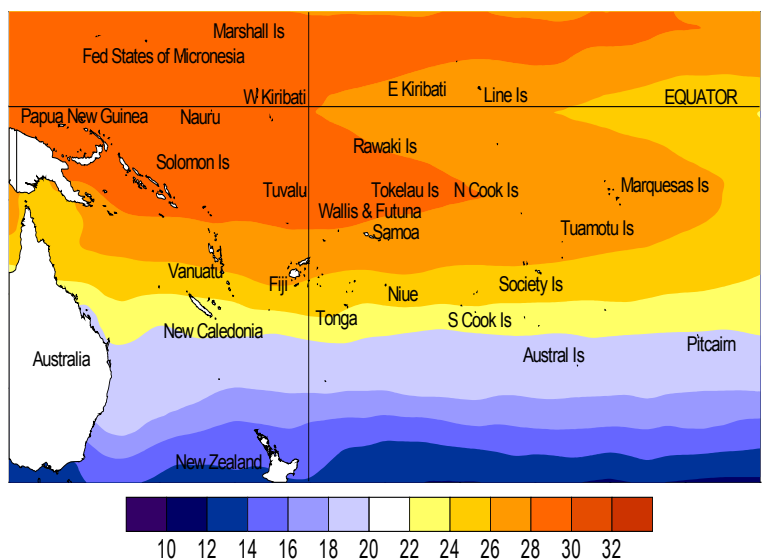 Marshall Is
Fed States of Micronesia
W Kiribati
E Kiribati
Line Is
EQUATOR
Papua New Guinea
Nauru
Rawaki Is
Solomon Is
Tuvalu
Tokelau Is
N Cook Is
Marquesas Is
Wallis & Futuna
Samoa
Tuamotu Is
Vanuatu
Fiji
Niue
Society Is
New Caledonia
Tonga
S Cook Is
Australia
Austral Is
Pitcairn
New Zealand
10 12 14 16 18 20 22 24 26 28 30 32